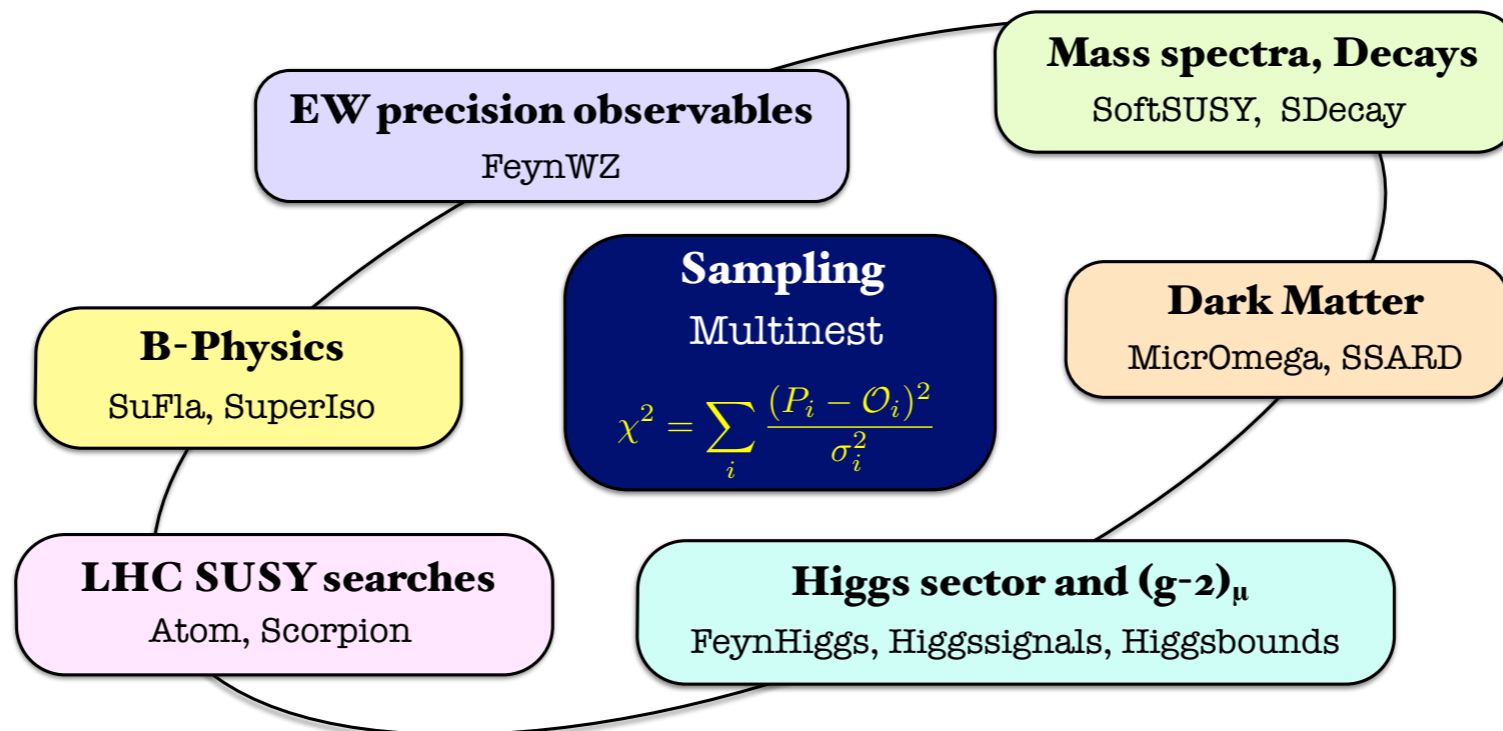 Mass spectra, Decays
SoftSUSY, SDecay
EW precision observables
FeynWZ
Sampling
Multinest
χ² = ∑_i (P_i − 𝒪_i)² / σ_i²
Dark Matter
MicrOmega, SSARD
B-Physics
SuFla, SuperIso
LHC SUSY searches
Atom, Scorpion
Higgs sector and (g-2)_μ
FeynHiggs, Higgssignals, Higgsbounds